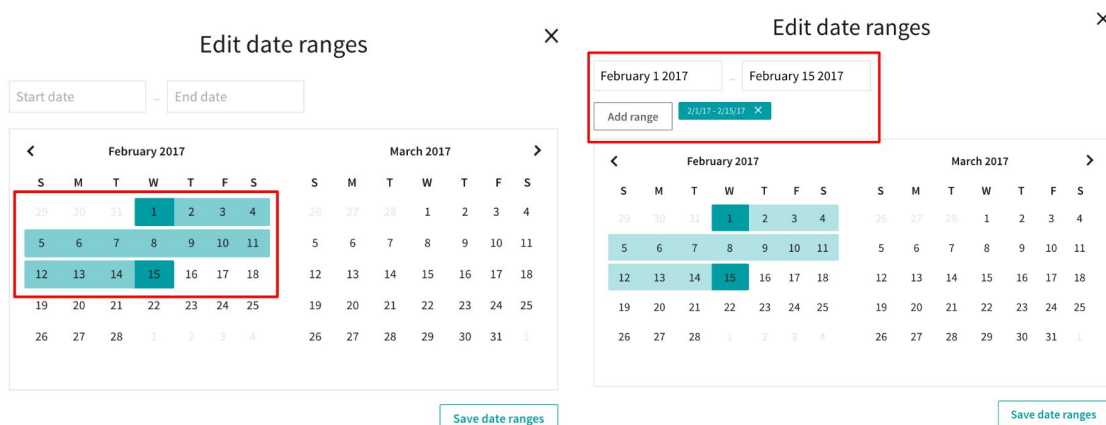 Edit date ranges
×
Start date – End date
February 2017
S M T W T F S
29 30 31 1 2 3 4
5 6 7 8 9 10 11
12 13 14 15 16 17 18
19 20 21 22 23 24 25
26 27 28 1 2 3 4
March 2017
S M T W T F S
26 27 28 1 2 3 4
5 6 7 8 9 10 11
12 13 14 15 16 17 18
19 20 21 22 23 24 25
26 27 28 29 30 31 1
Save date ranges
Edit date ranges
×
February 1 2017 – February 15 2017
Add range 2/1/17 - 2/15/17 ×
February 2017
S M T W T F S
29 30 31 1 2 3 4
5 6 7 8 9 10 11
12 13 14 15 16 17 18
19 20 21 22 23 24 25
26 27 28 1 2 3 4
March 2017
S M T W T F S
26 27 28 1 2 3 4
5 6 7 8 9 10 11
12 13 14 15 16 17 18
19 20 21 22 23 24 25
26 27 28 29 30 31 1
Save date ranges